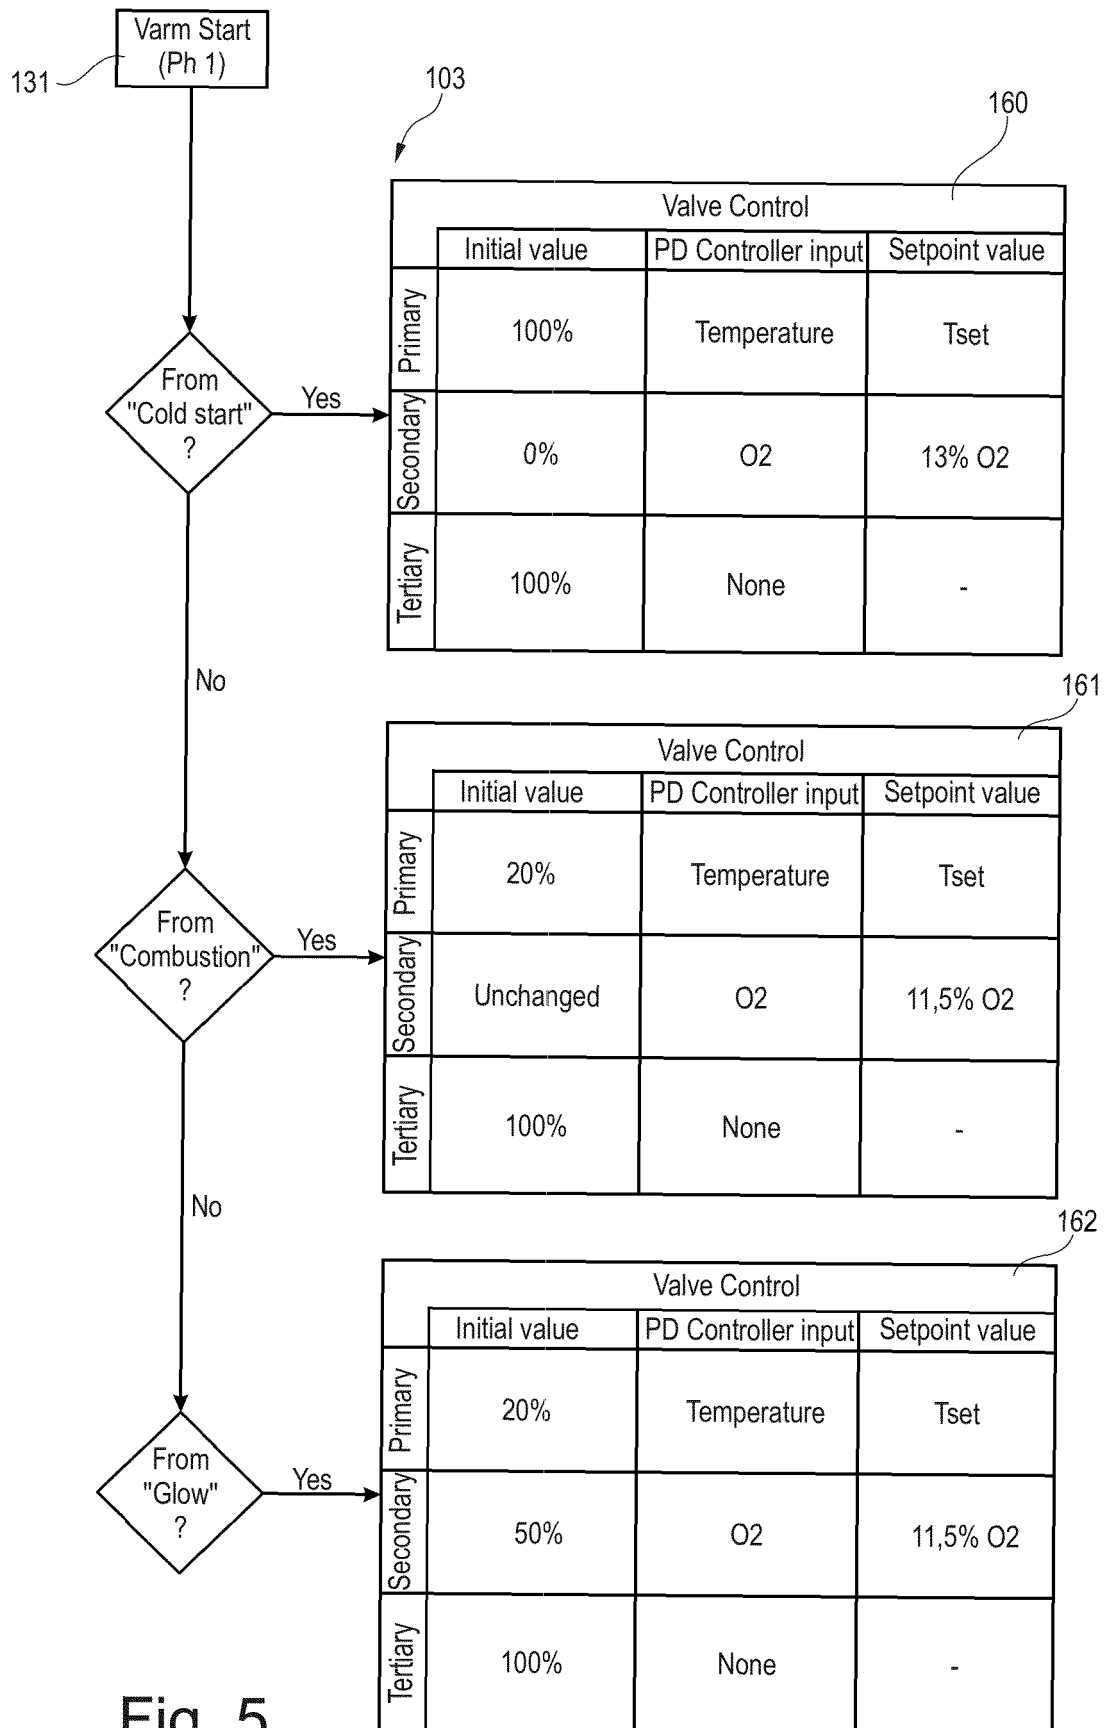 Varm Start
(Ph 1)
131
103
160
Valve Control
Initial value PD Controller input Setpoint value
Primary 100% Temperature Tset
Secondary 0% O2 13% O2
Tertiary 100% None -
From
"Cold start"
?
Yes
No
161
Valve Control
Initial value PD Controller input Setpoint value
Primary 20% Temperature Tset
Secondary Unchanged O2 11,5% O2
Tertiary 100% None -
From
"Combustion"
?
Yes
No
162
Valve Control
Initial value PD Controller input Setpoint value
Primary 20% Temperature Tset
Secondary 50% O2 11,5% O2
Tertiary 100% None -
From
"Glow"
?
Yes
Fig. 5